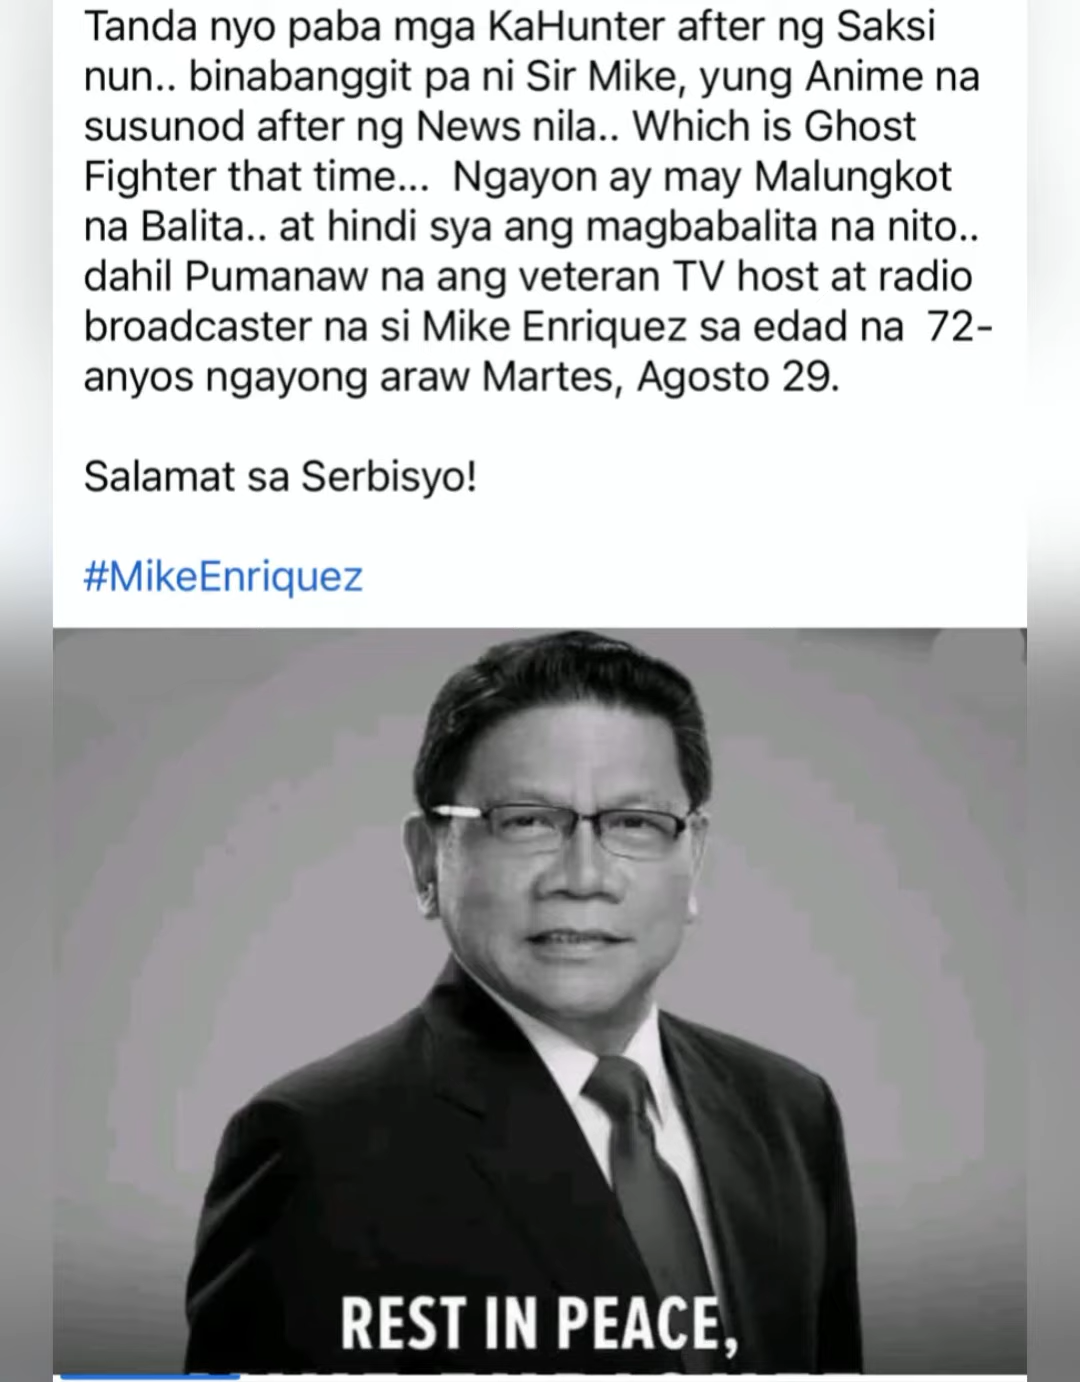 Tanda nyo paba mga KaHunter after ng Saksi
nun.. binabanggit pa ni Sir Mike, yung Anime na
susunod after ng News nila.. Which is Ghost
Fighter that time...  Ngayon ay may Malungkot
na Balita.. at hindi sya ang magbabalita na nito..
dahil Pumanaw na ang veteran TV host at radio
broadcaster na si Mike Enriquez sa edad na  72-
anyos ngayong araw Martes, Agosto 29.

Salamat sa Serbisyo!

#MikeEnriquez

REST IN PEACE,